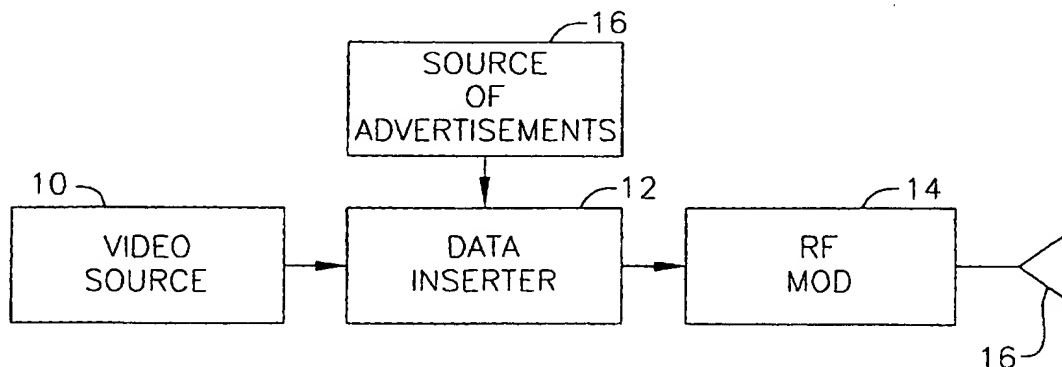 16
SOURCE
OF
ADVERTISEMENTS
10
12
14
VIDEO
SOURCE
DATA
INSERTER
RF
MOD
16